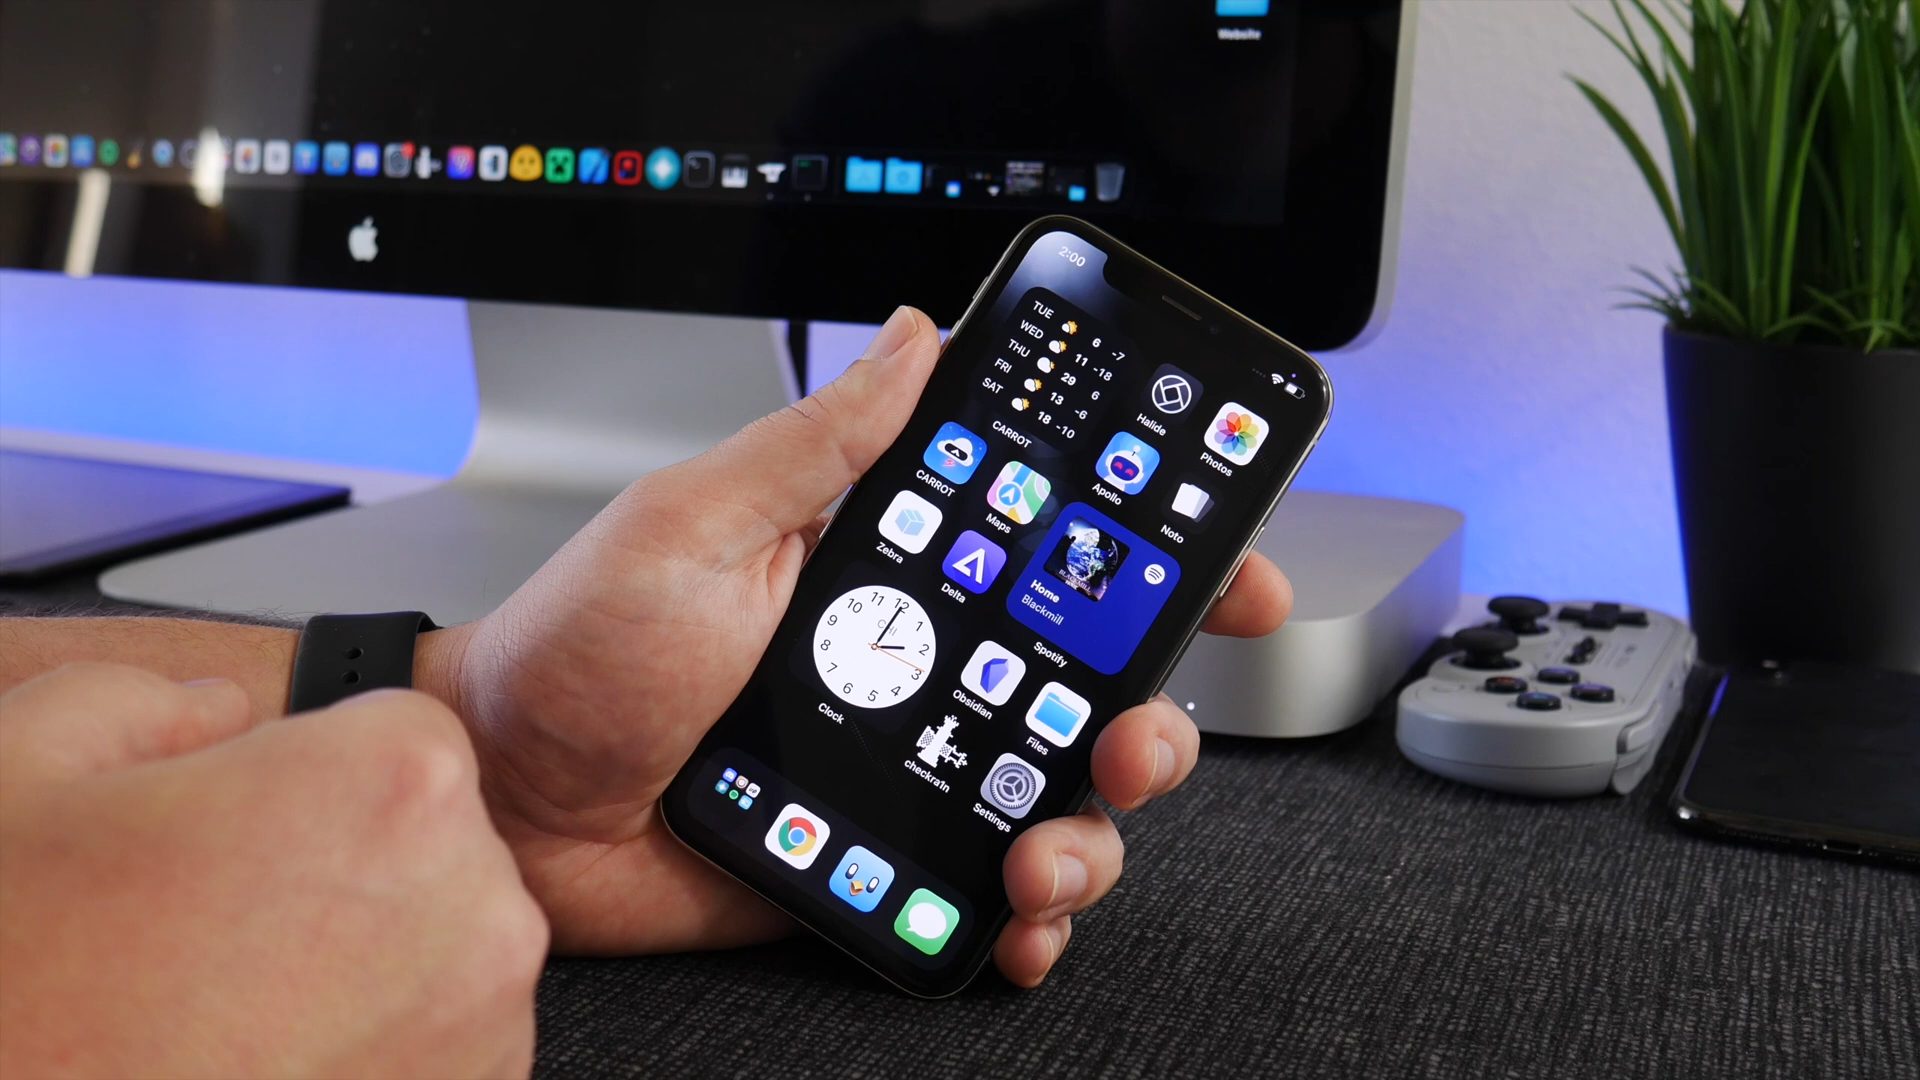 Website
2:00
TUE 6 -7
WED 11 -18
THU 29 6
FRI 13 -6
SAT 18 -10
CARROT
Halide
Photos
CARROT
Maps
Apollo
Noto
Zebra
Delta
Home
Blackmill
Spotify
12
1
2
3
4
5
6
7
8
9
10
11
CHI
Clock
Obsidian
Files
checkra1n
Settings